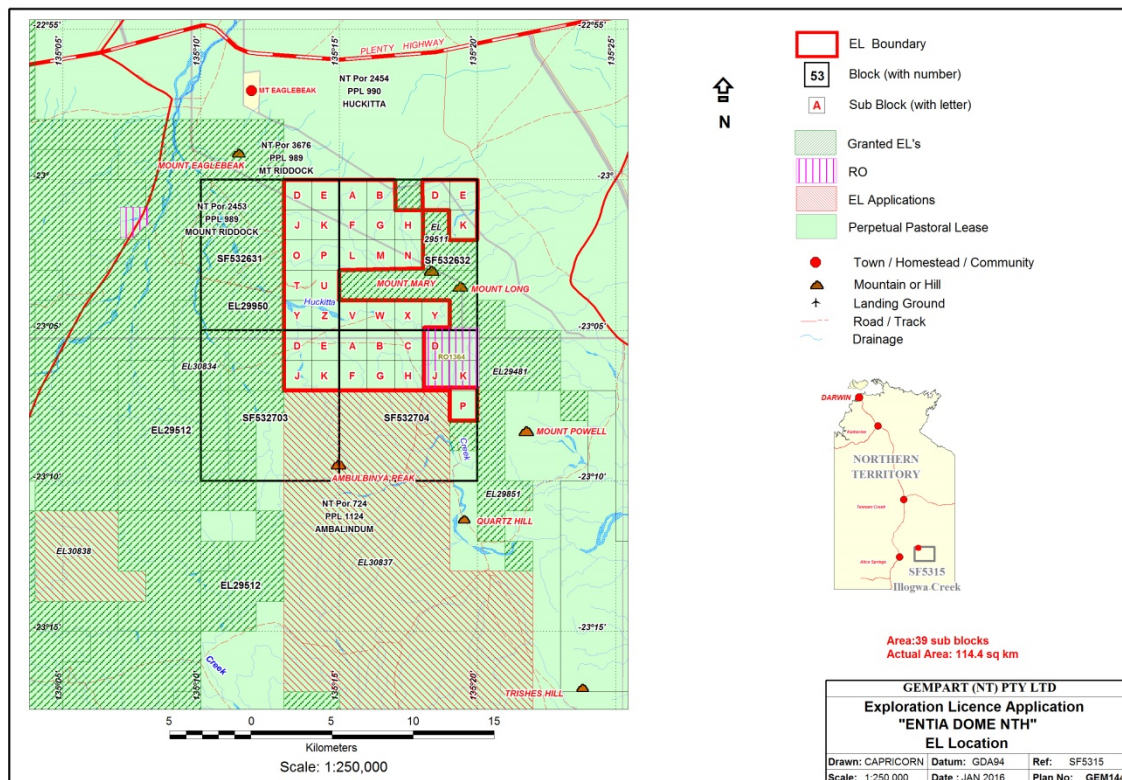 -22°55'
-22°55'
135°05'
135°10'
135°15'
135°20'
135°25'
PLENTY HIGHWAY
MT EAGLEBEAK
NT Por 2454
PPL 990
HUCKITTA
MOUNT EAGLEBEAK
NT Por 3676
PPL 989
MT RIDDOCK
-23°
-23°
NT Por 2453
PPL 989
MOUNT RIDDOCK
D E A B D E
J K F G H K
EL
29511
O P L M N
SF532631
SF532632
T U
MOUNT MARY
MOUNT LONG
EL29950
Huckitta
Y Z V W X Y
-23°05'
-23°05'
D E A B C D
RO1364
J K F G H J K
EL30834
EL29481
P
SF532703
SF532704
EL29512
MOUNT POWELL
Creek
AMBULBINYA PEAK
-23°10'
-23°10'
NT Por 724
PPL 1124
AMBALINDUM
EL29851
QUARTZ HILL
EL30838
EL30837
EL29512
-23°15'
-23°15'
Creek
TRISHES HILL
135°05'
135°10'
135°15'
135°20'
135°25'
5 0 5 10 15
Kilometers
Scale: 1:250,000
N
EL Boundary
53 Block (with number)
A Sub Block (with letter)
Granted EL's
RO
EL Applications
Perpetual Pastoral Lease
Town / Homestead / Community
Mountain or Hill
Landing Ground
Road / Track
Drainage
DARWIN
Katherine
NORTHERN
TERRITORY
Tennant Creek
Alice Springs
SF5315
Illogwa Creek
Area:39 sub blocks
Actual Area: 114.4 sq km
GEMPART (NT) PTY LTD
Exploration Licence Application
"ENTIA DOME NTH"
EL Location
Drawn: CAPRICORN Datum: GDA94 Ref: SF5315
Scale: 1:250,000 Date : JAN 2016 Plan No: GEM144